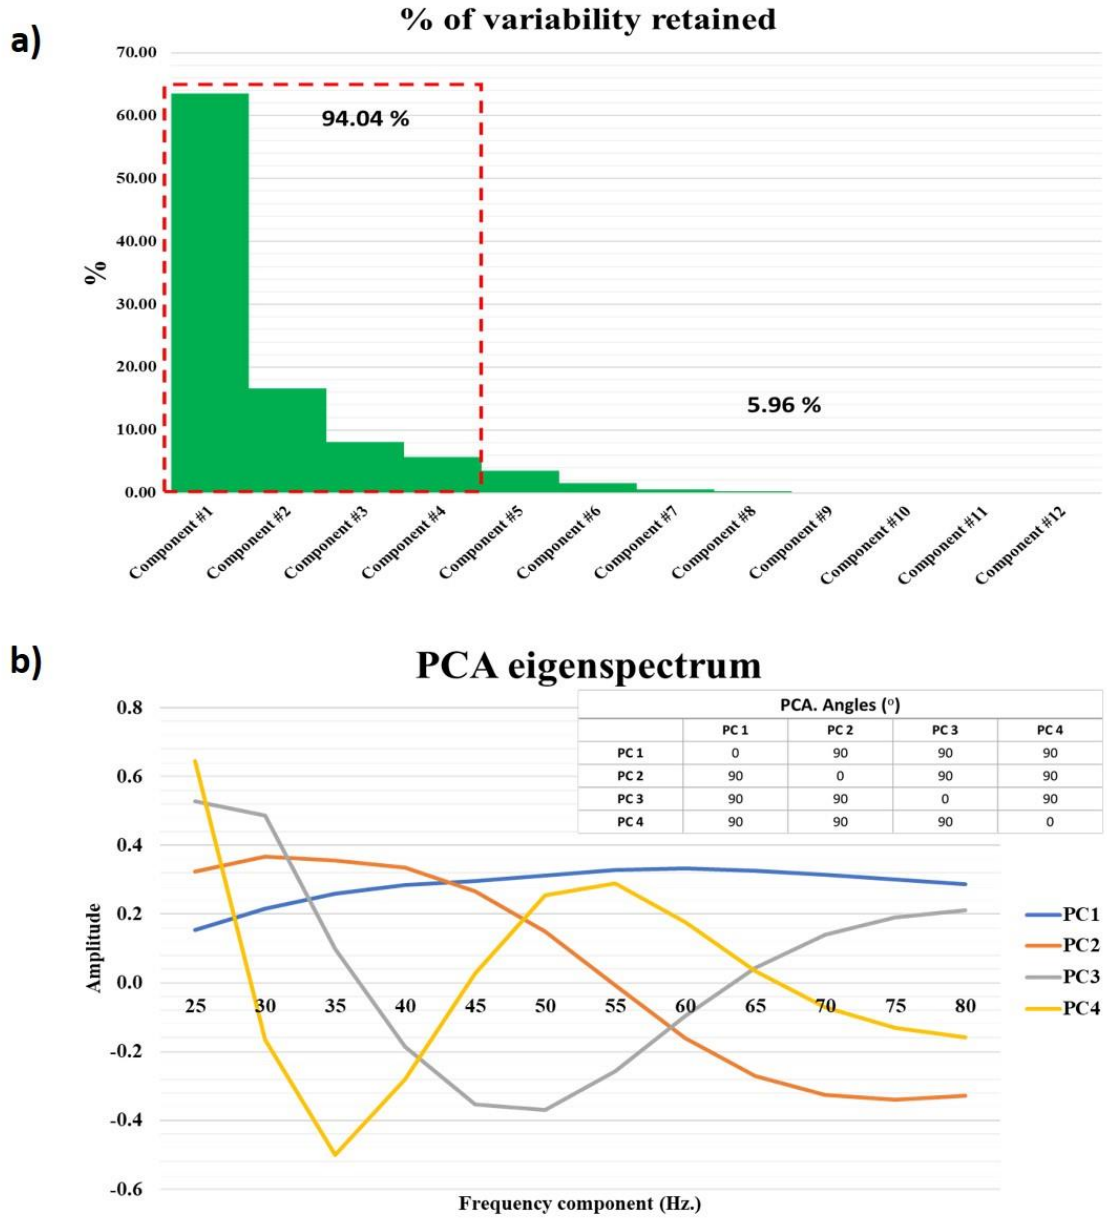 a)
% of variability retained
70.00
60.00
50.00
40.00
30.00
20.00
10.00
0.00
%
94.04 %
5.96 %
Component #1
Component #2
Component #3
Component #4
Component #5
Component #6
Component #7
Component #8
Component #9
Component #10
Component #11
Component #12
b)
PCA eigenspectrum
PCA. Angles (º)
PC 1 PC 2 PC 3 PC 4
PC 1 0 90 90 90
PC 2 90 0 90 90
PC 3 90 90 0 90
PC 4 90 90 90 0
0.8
0.6
0.4
0.2
0.0
-0.2
-0.4
-0.6
Amplitude
25 30 35 40 45 50 55 60 65 70 75 80
Frequency component (Hz.)
PC1
PC2
PC3
PC4